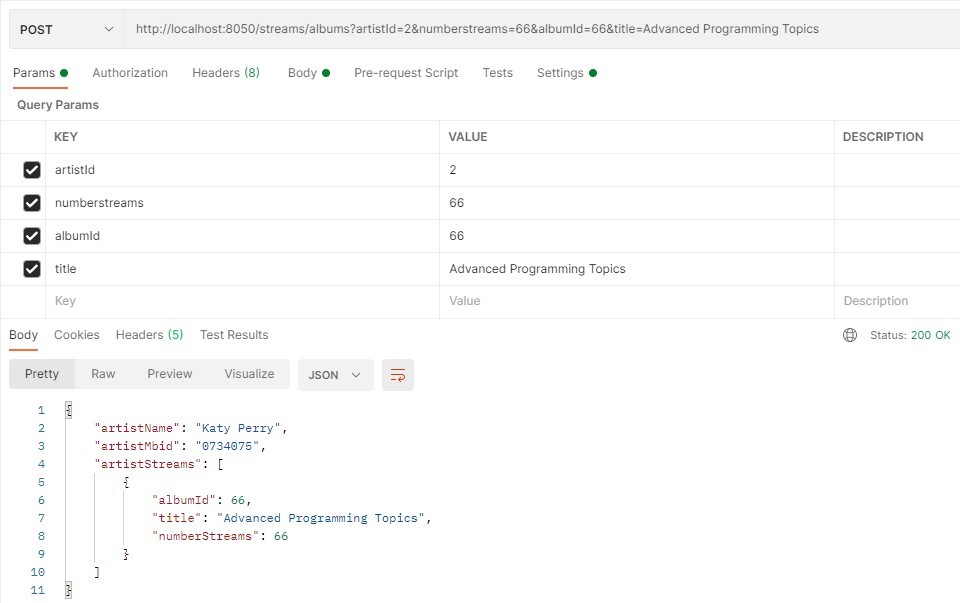 POST http://localhost:8050/streams/albums?artistId=2&numberstreams=66&albumId=66&title=Advanced Programming Topics
Params Authorization Headers (8) Body Pre-request Script Tests Settings
Query Params
KEY VALUE DESCRIPTION
artistId 2
numberstreams 66
albumId 66
title Advanced Programming Topics
Key Value Description
Body Cookies Headers (5) Test Results Status: 200 OK
Pretty Raw Preview Visualize JSON
1 {
2 "artistName": "Katy Perry",
3 "artistMbid": "0734075",
4 "artistStreams": [
5 {
6 "albumId": 66,
7 "title": "Advanced Programming Topics",
8 "numberStreams": 66
9 }
10 ]
11 }